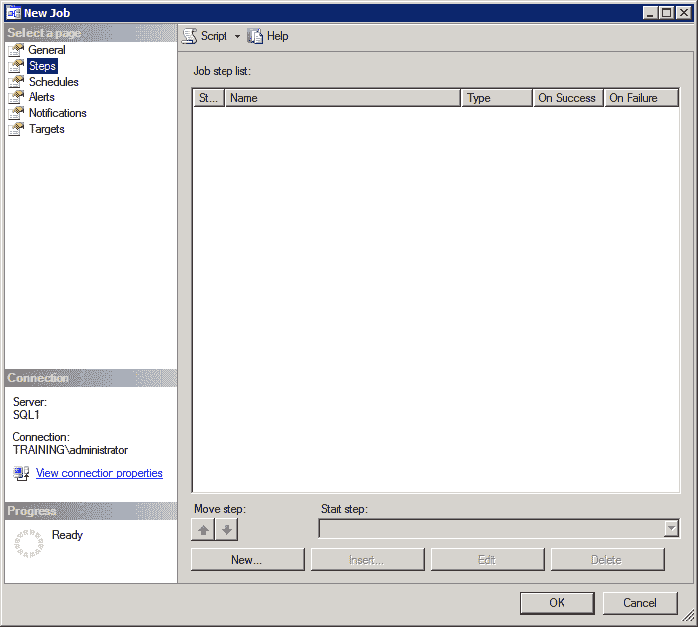 New Job
Select a page
General
Steps
Schedules
Alerts
Notifications
Targets
Script
Help
Job step list:
St... Name Type On Success On Failure
Connection
Server:
SQL1
Connection:
TRAINING\administrator
View connection properties
Progress
Ready
Move step:
Start step:
New... Insert... Edit Delete
OK Cancel